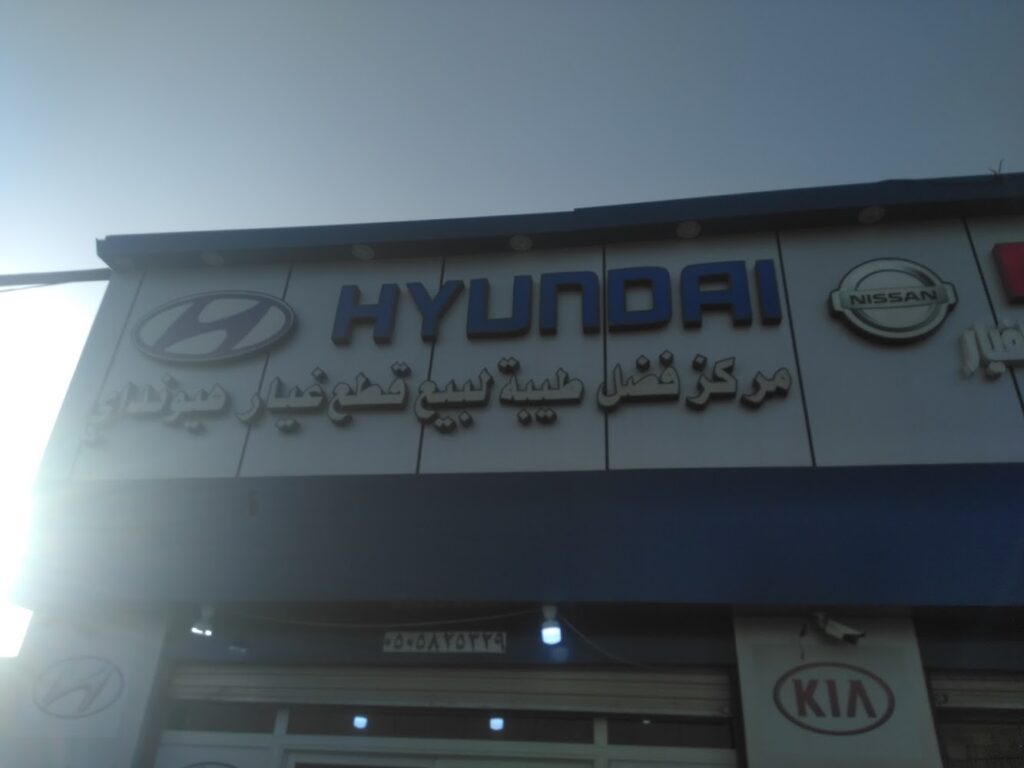 HYUNDAI
مركز فضل طيبة لبيع قطع غيار هيونداي
NISSAN
٠٥٠٥٨٢٥٣٢٩
KIA